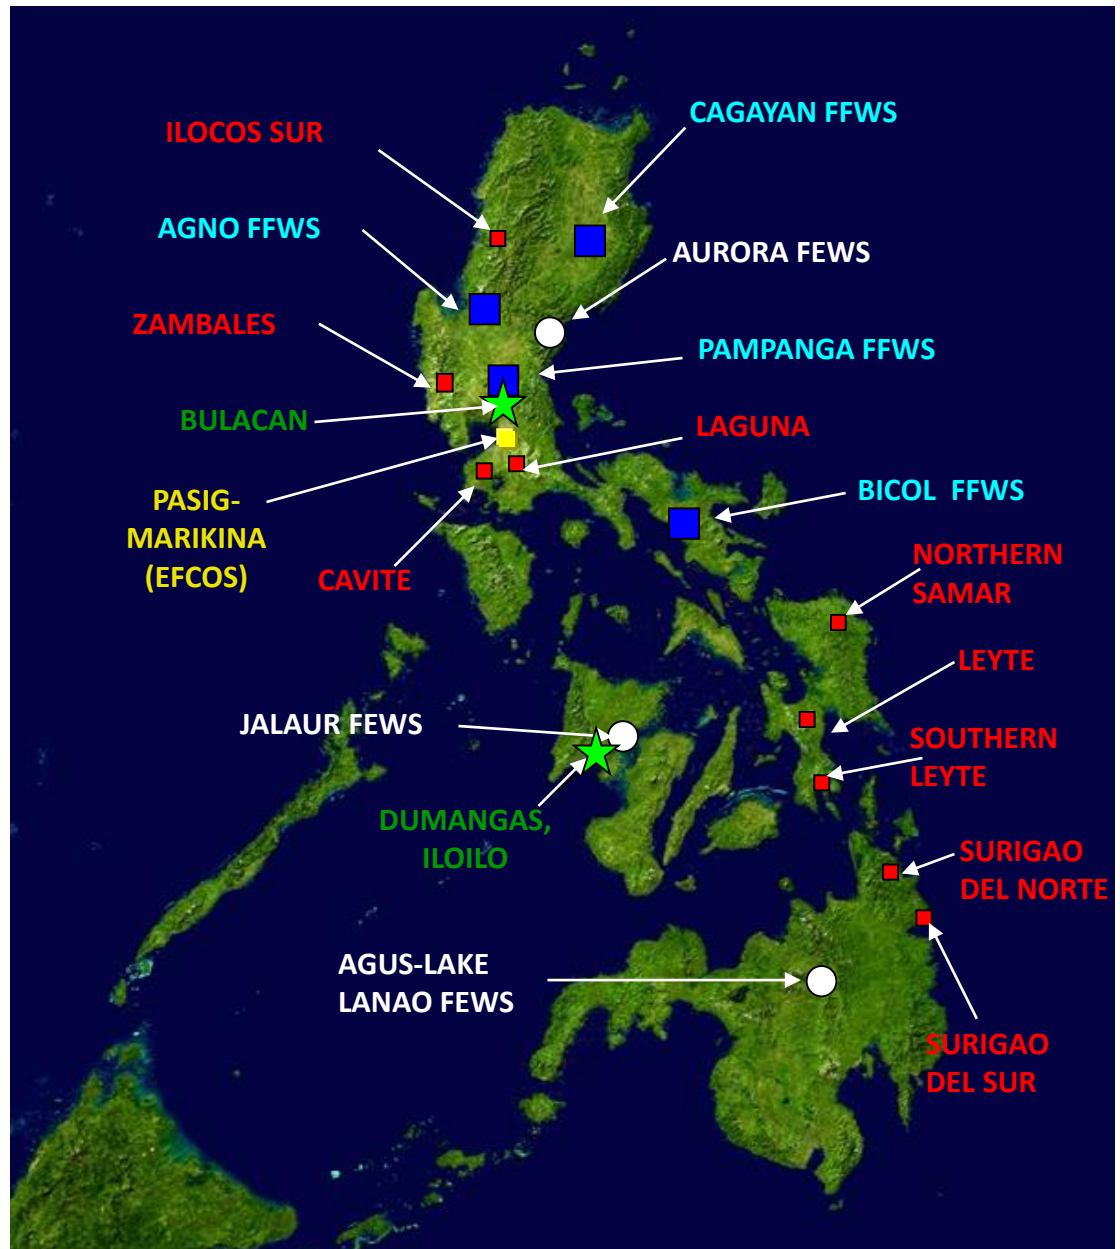 CAGAYAN FFWS
ILOCOS SUR
AGNO FFWS
AURORA FEWS
ZAMBALES
PAMPANGA FFWS
BULACAN
LAGUNA
PASIG-
MARIKINA
(EFCOS)
BICOL FFWS
CAVITE
NORTHERN
SAMAR
LEYTE
JALAUR FEWS
SOUTHERN
LEYTE
DUMANGAS,
ILOILO
SURIGAO
DEL NORTE
AGUS-LAKE
LANAO FEWS
SURIGAO
DEL SUR